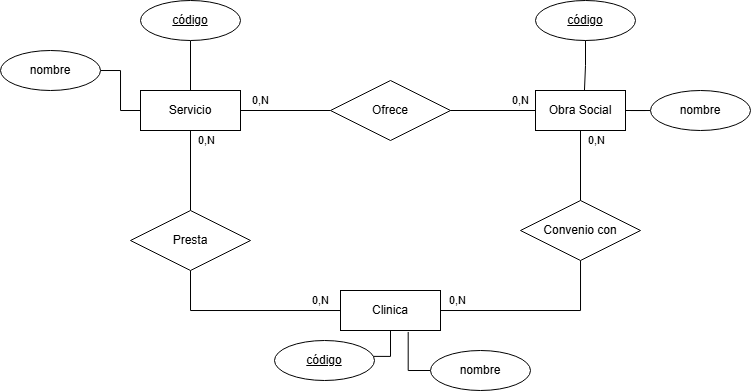 código
código
nombre
Servicio
0,N
Ofrece
0,N
Obra Social
nombre
0,N
0,N
Presta
Convenio con
0,N
Clinica
0,N
código
nombre